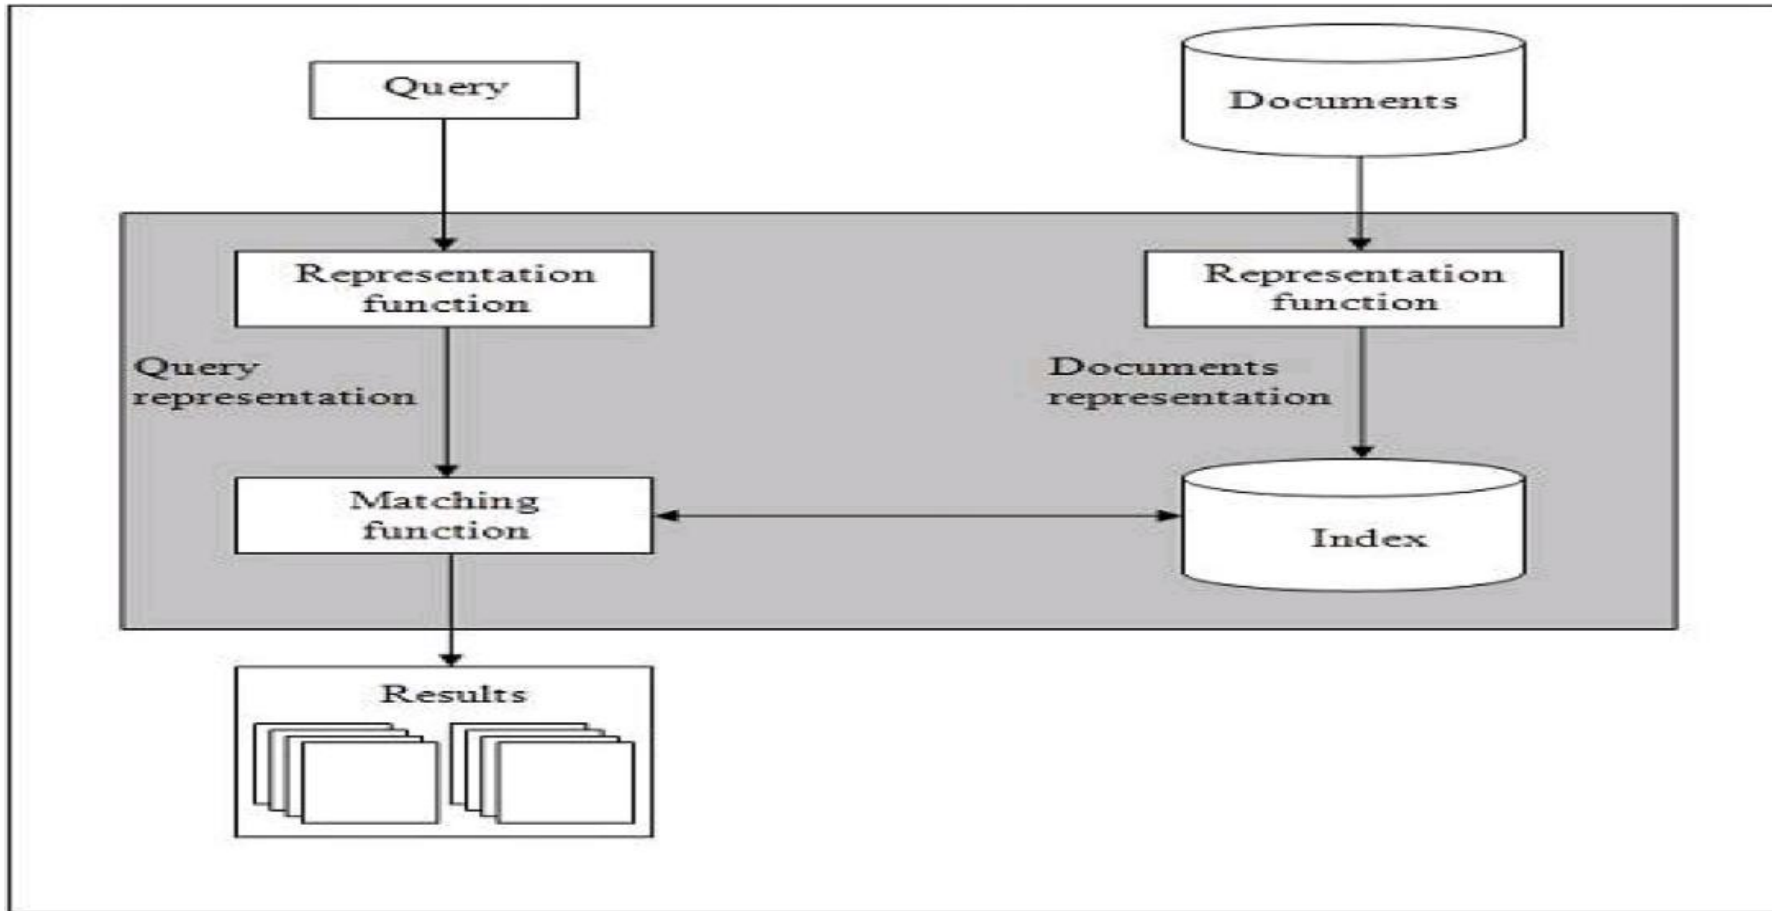 Query
Documents
Representation
function
Representation
function
Query
representation
Documents
representation
Matching
function
Index
Results